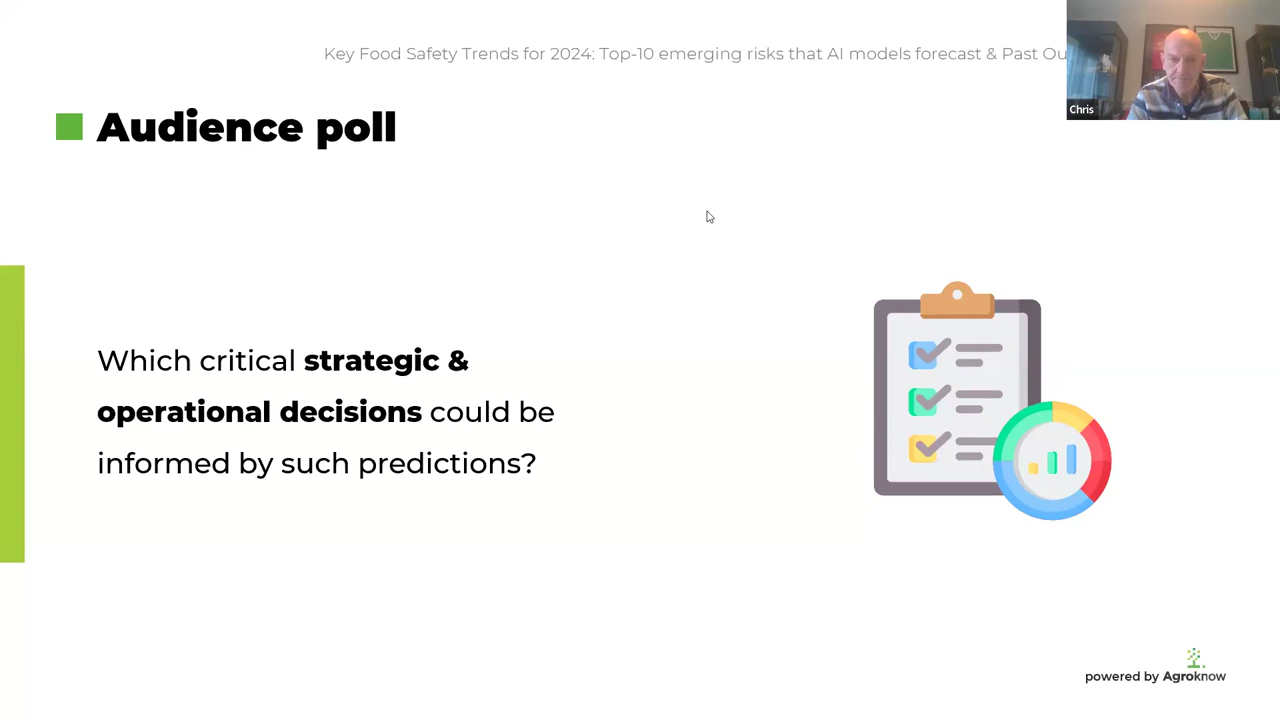 Key Food Safety Trends for 2024: Top-10 emerging risks that AI models forecast & Past Ou
Chris
Audience poll
Which critical strategic &
operational decisions could be
informed by such predictions?
powered by Agroknow